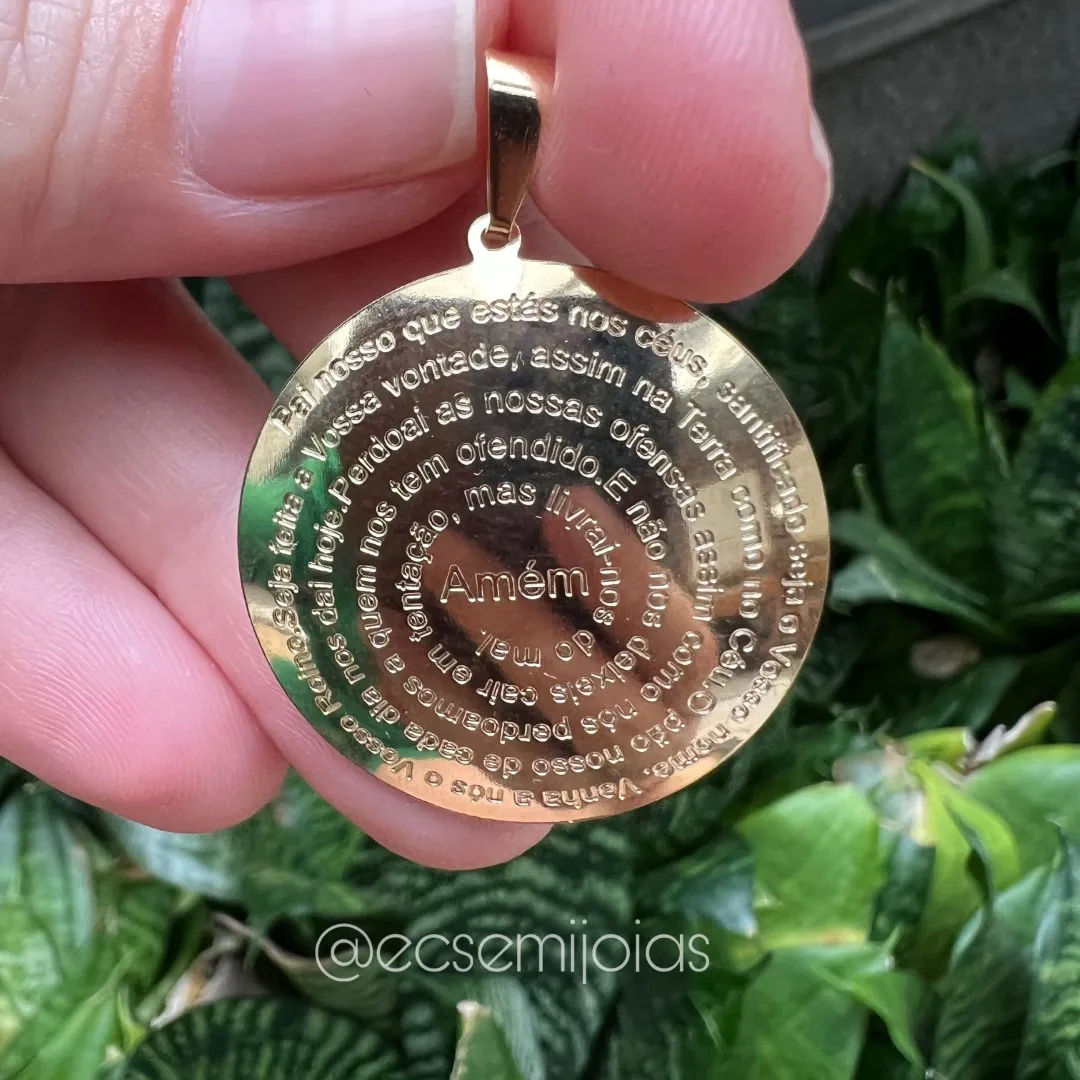 Pai nosso que estás nos céus, santificado seja o Vosso nome. Venha a nós o Vosso Reino.Seja feita a Vossa vontade, assim na Terra como no Céu.O pão nosso de cada dia nos dai hoje.Perdoai as nossas ofensas assim como nós perdoamos a quem nos tem ofendido.E não nos deixeis cair em tentação, mas livrai-nos do mal.
Amém
@ecsemijoias